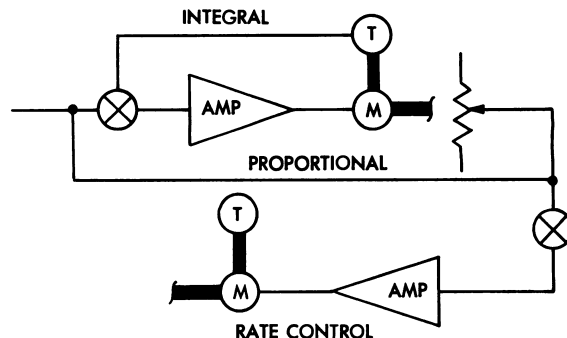 INTEGRAL
T
AMP
M
PROPORTIONAL
T
M
AMP
RATE CONTROL